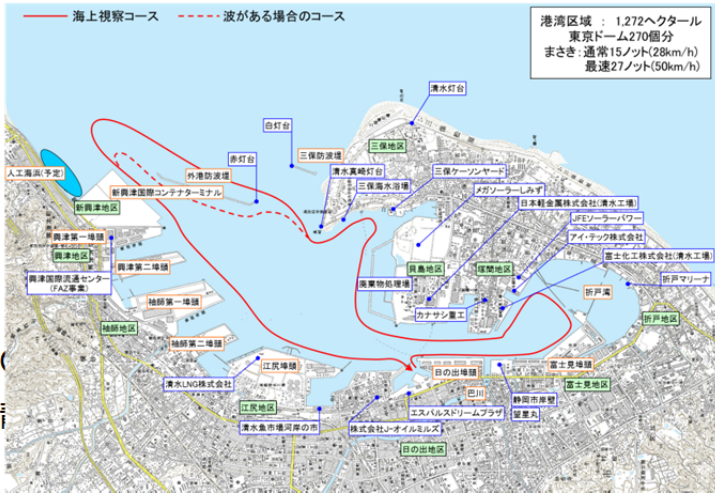 海上視察コース
波がある場合のコース
港湾区域 : 1,272ヘクタール
東京ドーム270個分
まさき:通常15ノット(28km/h)
最速27ノット(50km/h)
清水灯台
白灯台
三保防波堤
三保地区
赤灯台
外港防波堤
清水真崎灯台
三保ケーソンヤード
人工海浜(予定)
三保海水浴場
メガソーラーしみず
新興津国際コンテナターミナル
日本軽金属株式会社(清水工場)
新興津地区
JFEソーラーパワー
興津第一埠頭
アイ・テック株式会社
興津地区
富士化工株式会社(清水工場)
興津第二埠頭
貝島地区
塚間地区
興津国際流通センター
(FAZ事業)
廃棄物処理場
折戸マリーナ
折戸湾
袖師第一埠頭
カナサシ重工
折戸地区
袖師地区
袖師第二埠頭
江尻埠頭
日の出埠頭
富士見埠頭
清水LNG株式会社
富士見地区
巴川
静岡市岸壁
江尻地区
エスパルスドリームプラザ
望星丸
清水魚市場河岸の市
株式会社J-オイルミルズ
日の出地区